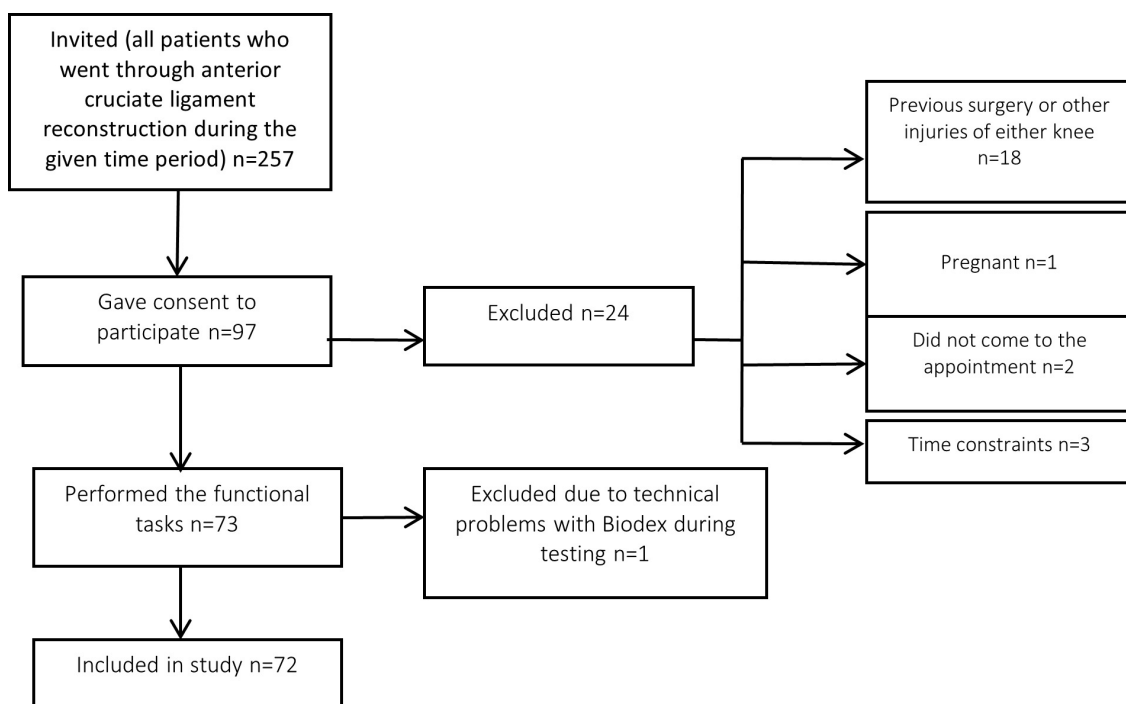 Invited (all patients who
went through anterior
cruciate ligament
reconstruction during the
given time period) n=257
Gave consent to
participate n=97
Excluded n=24
Previous surgery or other
injuries of either knee
n=18
Pregnant n=1
Did not come to the
appointment n=2
Time constraints n=3
Performed the functional
tasks n=73
Excluded due to technical
problems with Biodex during
testing n=1
Included in study n=72